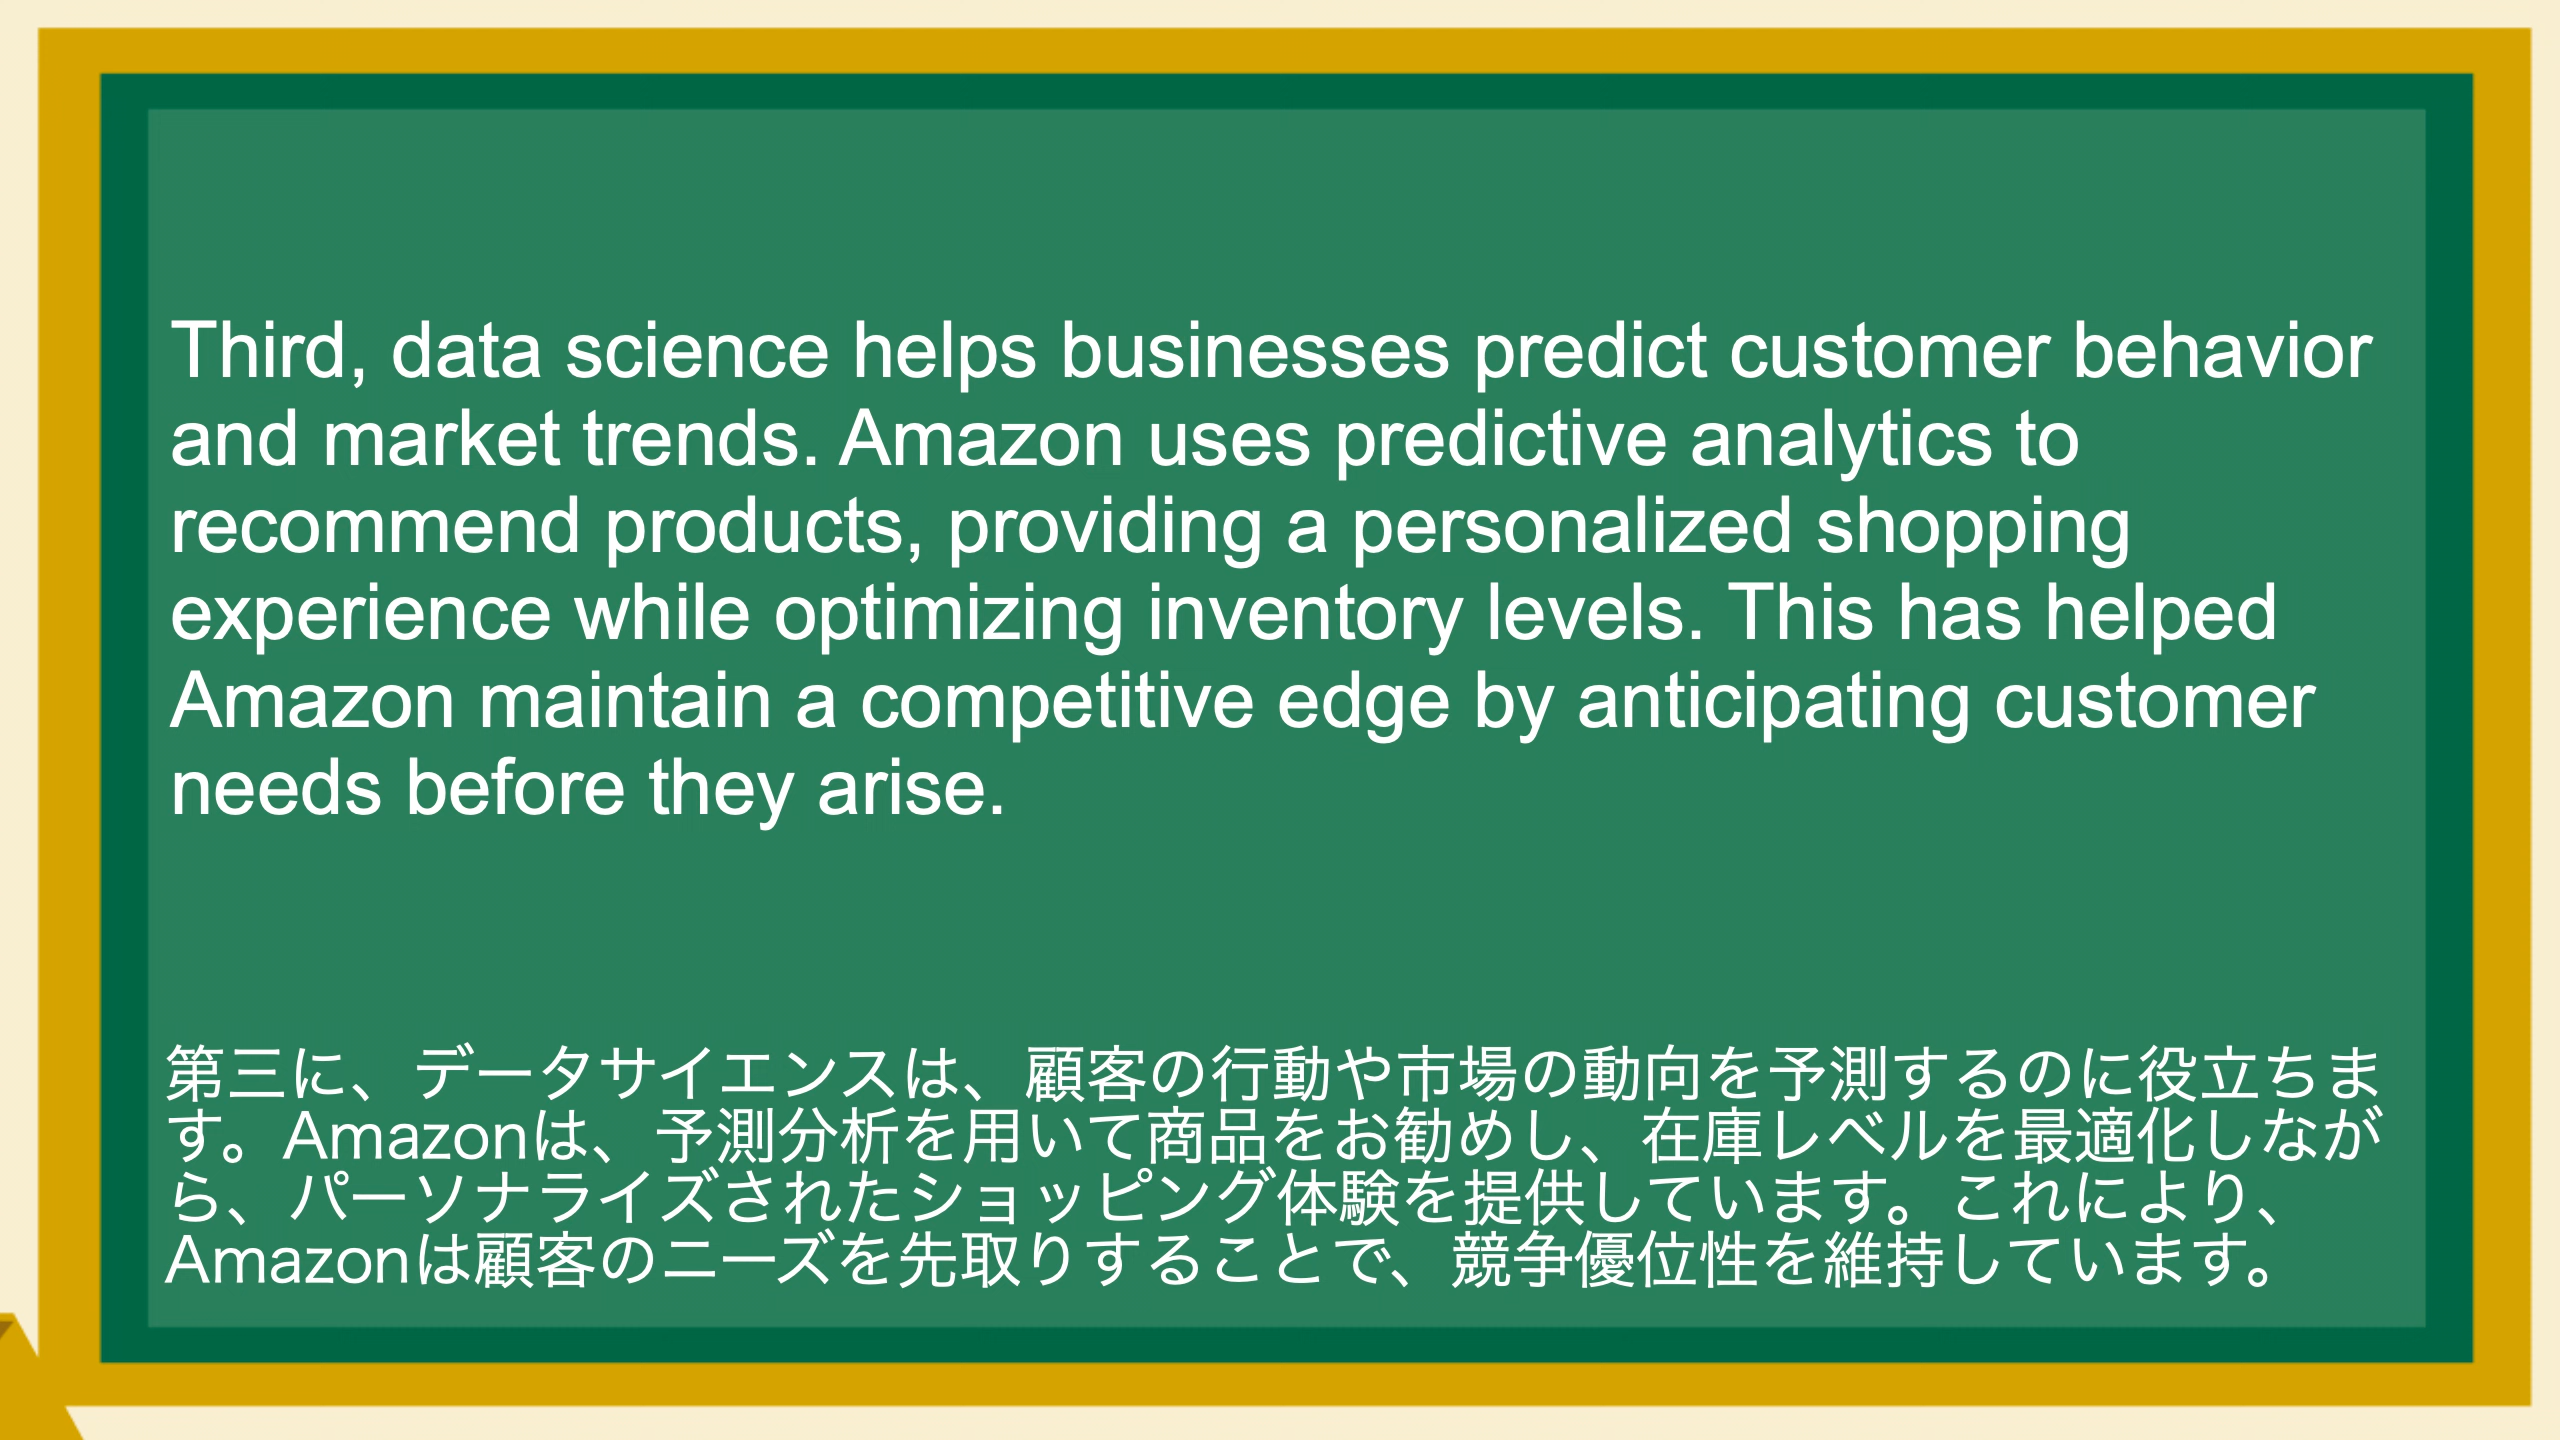 Third, data science helps businesses predict customer behavior
and market trends. Amazon uses predictive analytics to
recommend products, providing a personalized shopping
experience while optimizing inventory levels. This has helped
Amazon maintain a competitive edge by anticipating customer
needs before they arise.
第三に、データサイエンスは、顧客の行動や市場の動向を予測するのに役立ちま
す。Amazonは、予測分析を用いて商品をお勧めし、在庫レベルを最適化しなが
ら、パーソナライズされたショッピング体験を提供しています。これにより、
Amazonは顧客のニーズを先取りすることで、競争優位性を維持しています。